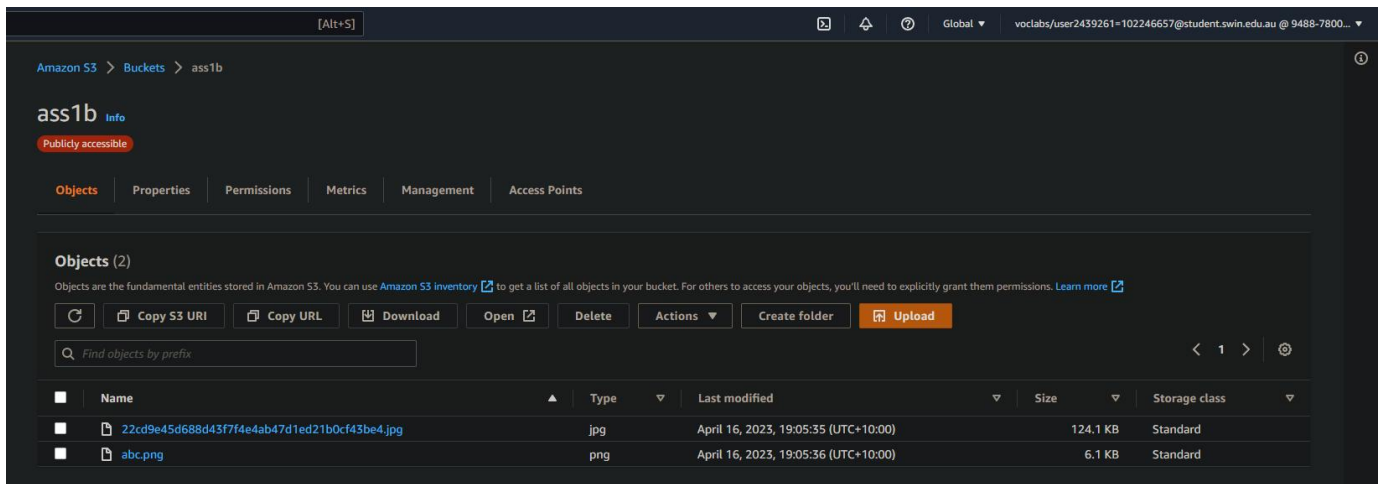 [Alt+S] Global ▼ voclabs/user2439261=102246657@student.swin.edu.au @ 9488-7800... ▼
Amazon S3 > Buckets > ass1b
ass1b Info
Publicly accessible
Objects Properties Permissions Metrics Management Access Points
Objects (2)
Objects are the fundamental entities stored in Amazon S3. You can use Amazon S3 inventory to get a list of all objects in your bucket. For others to access your objects, you'll need to explicitly grant them permissions. Learn more
Copy S3 URI Copy URL Download Open Delete Actions ▼ Create folder Upload
Find objects by prefix < 1 >
Name ▲ Type ▽ Last modified ▽ Size ▽ Storage class ▽
22cd9e45d688d43f7f4e4ab47d1ed21b0cf43be4.jpg jpg April 16, 2023, 19:05:35 (UTC+10:00) 124.1 KB Standard
abc.png png April 16, 2023, 19:05:36 (UTC+10:00) 6.1 KB Standard